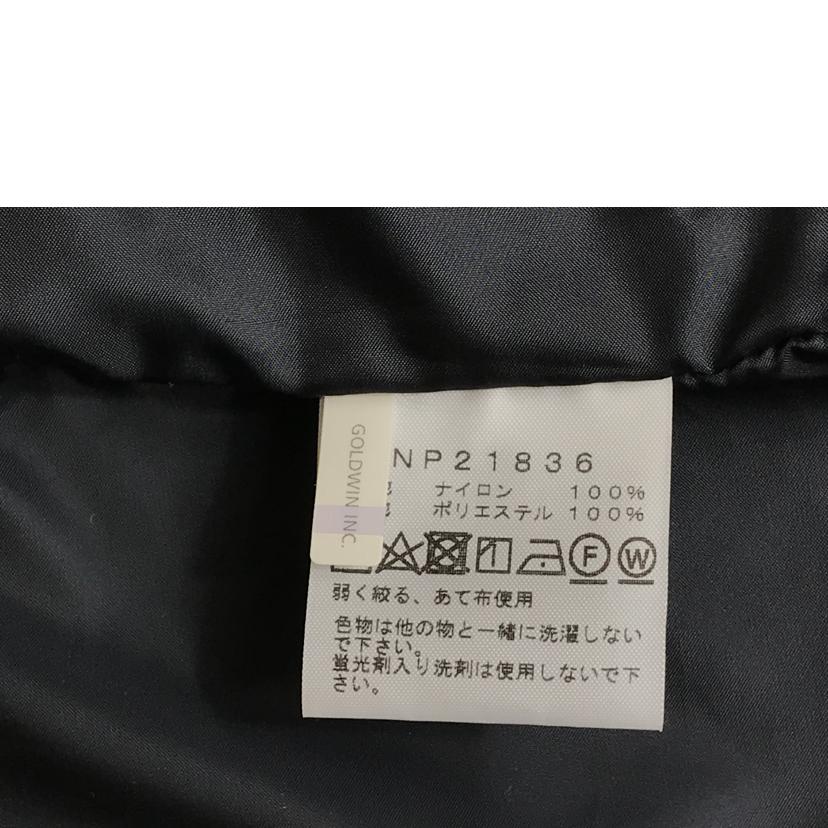 GOLDWIN INC.
NP21836
ナイロン 100%
ポリエステル 100%
F W
弱く絞る、あて布使用
色物は他の物と一緒に洗濯しない
で下さい。
蛍光剤入り洗剤は使用しないで下
さい。